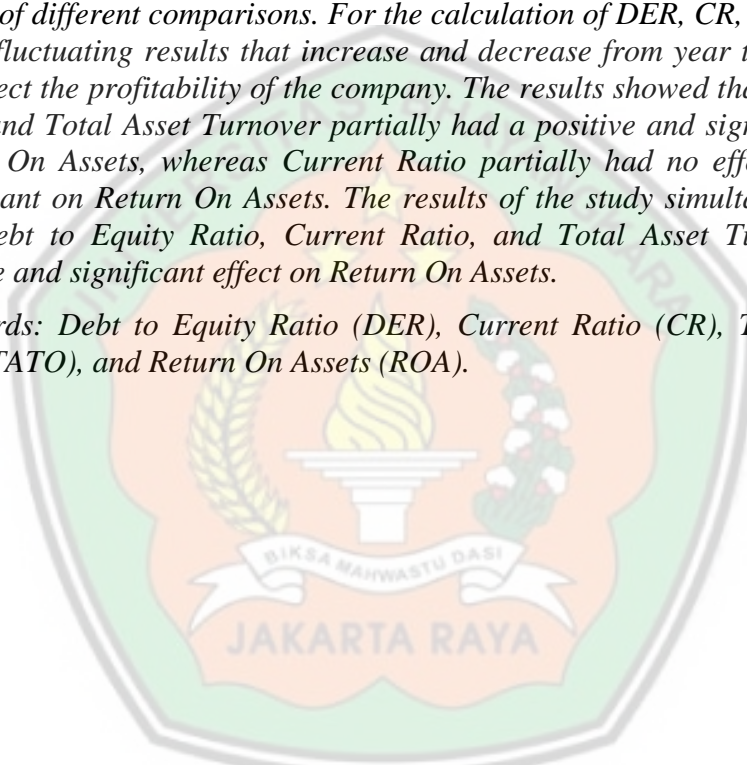 of different comparisons. For the calculation of DER, CR,
fluctuating results that increase and decrease from year t
ect the profitability of the company. The results showed tha
nd Total Asset Turnover partially had a positive and sign
On Assets, whereas Current Ratio partially had no effe
ant on Return On Assets. The results of the study simulta
ebt to Equity Ratio, Current Ratio, and Total Asset Tu
e and significant effect on Return On Assets.
rds: Debt to Equity Ratio (DER), Current Ratio (CR), T
TATO), and Return On Assets (ROA).
UNIVERSITAS BHAYANGKARA
BIKSA MAHWASTU DASI
JAKARTA RAYA